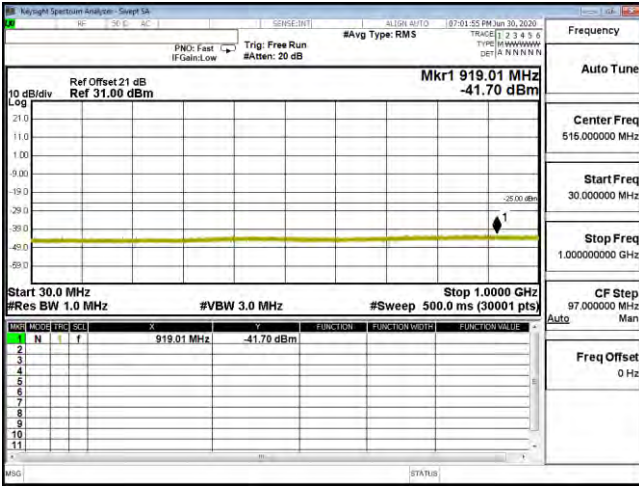 Keysight Spectrum Analyzer - Swept SA
RF 50 Ω AC SENSE:INT ALIGN AUTO 07:01:55 PM Jun 30, 2020
#Avg Type: RMS TRACE 1 2 3 4 5 6
PNO: Fast Trig: Free Run TYPE M W W W W W
IFGain:Low #Atten: 20 dB DET A N N N N N
Mkr1 919.01 MHz
Ref Offset 21 dB
10 dB/div Ref 31.00 dBm -41.70 dBm
Log
21.0
11.0
1.00
-9.00
-19.0
-25.00 dBm
-29.0
-39.0
1
-49.0
-59.0
Start 30.0 MHz Stop 1.0000 GHz
#Res BW 1.0 MHz #VBW 3.0 MHz #Sweep 500.0 ms (30001 pts)
MKR MODE TRC SCL X Y FUNCTION FUNCTION WIDTH FUNCTION VALUE
1 N 1 f 919.01 MHz -41.70 dBm
2
3
4
5
6
7
8
9
10
11
MSG STATUS
Frequency
Auto Tune
Center Freq
515.000000 MHz
Start Freq
30.000000 MHz
Stop Freq
1.000000000 GHz
CF Step
97.000000 MHz
Auto Man
Freq Offset
0 Hz